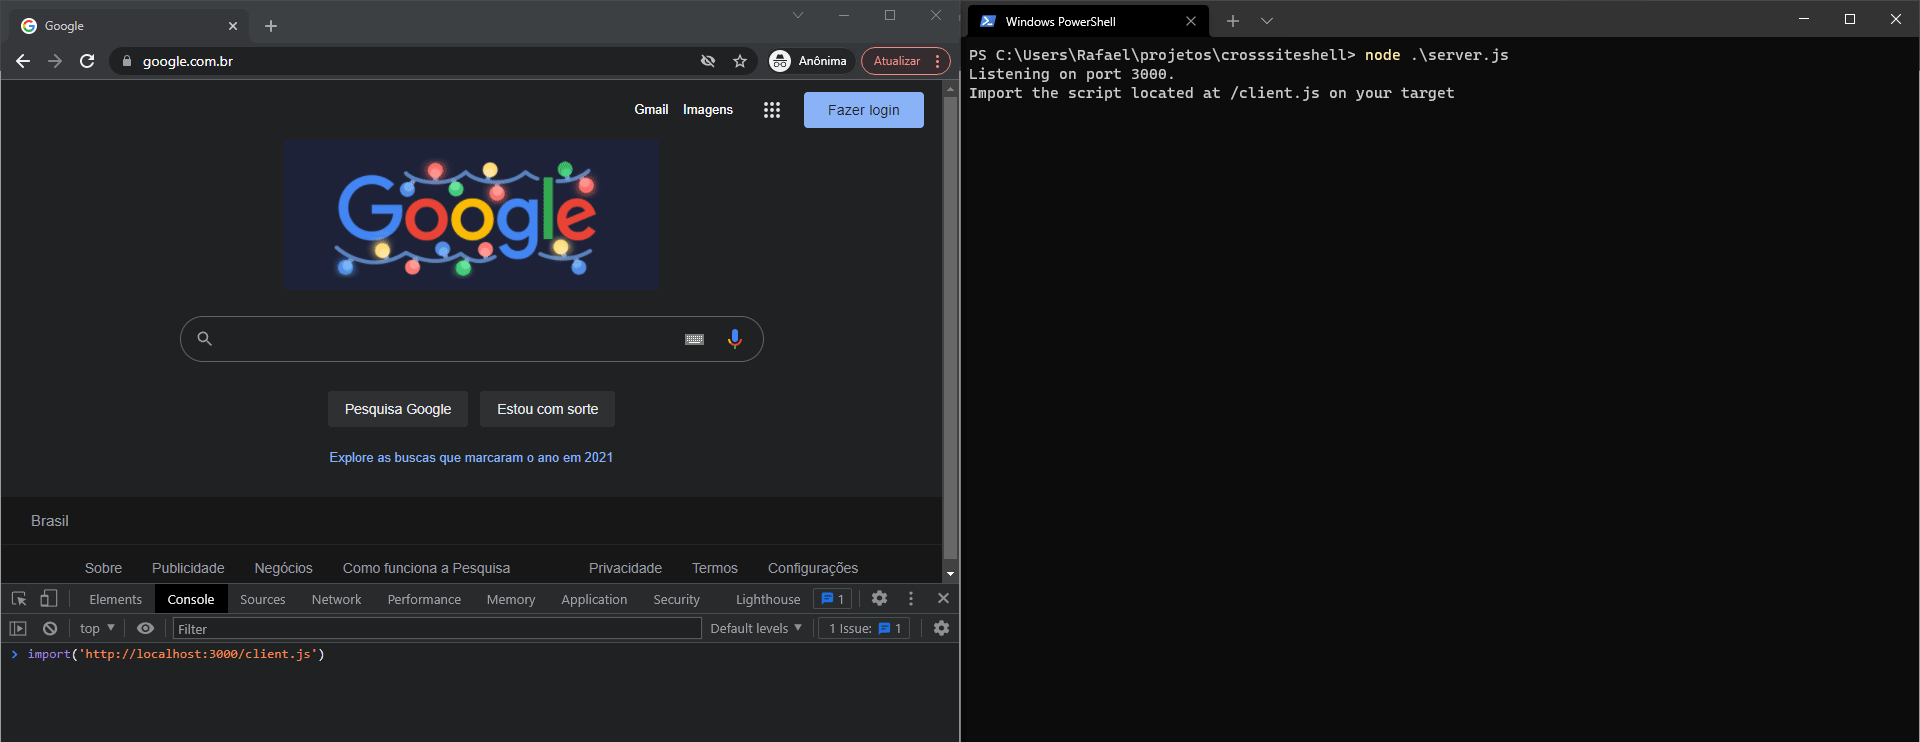 Google
google.com.br
Anônima
Atualizar
Gmail Imagens
Fazer login
Google
Pesquisa Google Estou com sorte
Explore as buscas que marcaram o ano em 2021
Brasil
Sobre Publicidade Negócios Como funciona a Pesquisa Privacidade Termos Configurações
Elements Console Sources Network Performance Memory Application Security Lighthouse 1
top Filter Default levels 1 Issue: 1
> import('http://localhost:3000/client.js')
Windows PowerShell
PS C:\Users\Rafael\projetos\crosssiteshell> node .\server.js
Listening on port 3000.
Import the script located at /client.js on your target